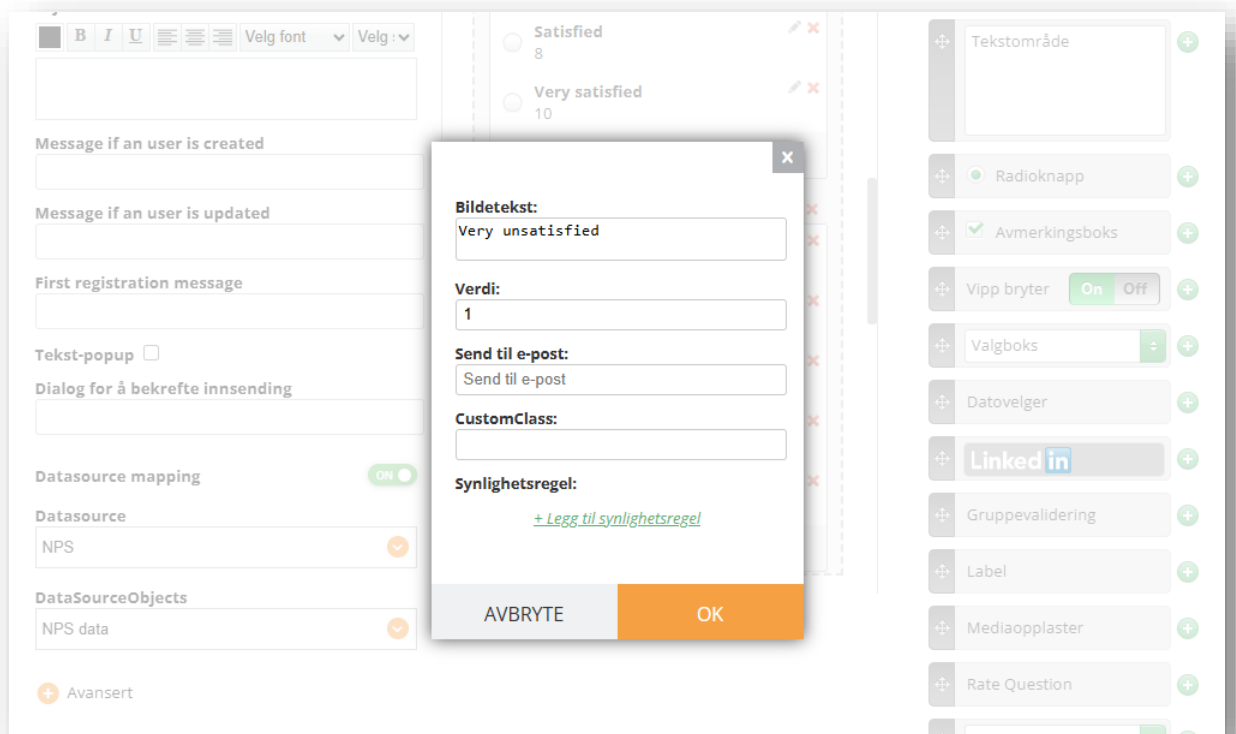 B I U Velg font Velg
Message if an user is created
Message if an user is updated
First registration message
Tekst-popup
Dialog for å bekrefte innsending
Datasource mapping ON
Datasource
NPS
DataSourceObjects
NPS data
Avansert
Satisfied
8
Very satisfied
10
x
Bildetekst:
Very unsatisfied
Verdi:
1
Send til e-post:
Send til e-post
CustomClass:
Synlighetsregel:
+ Legg til synlighetsregel
AVBRYTE OK
Tekstområde
Radioknapp
Avmerkingsboks
Vipp bryter On Off
Valgboks
Datovelger
Linked in
Gruppevalidering
Label
Mediaopplaster
Rate Question